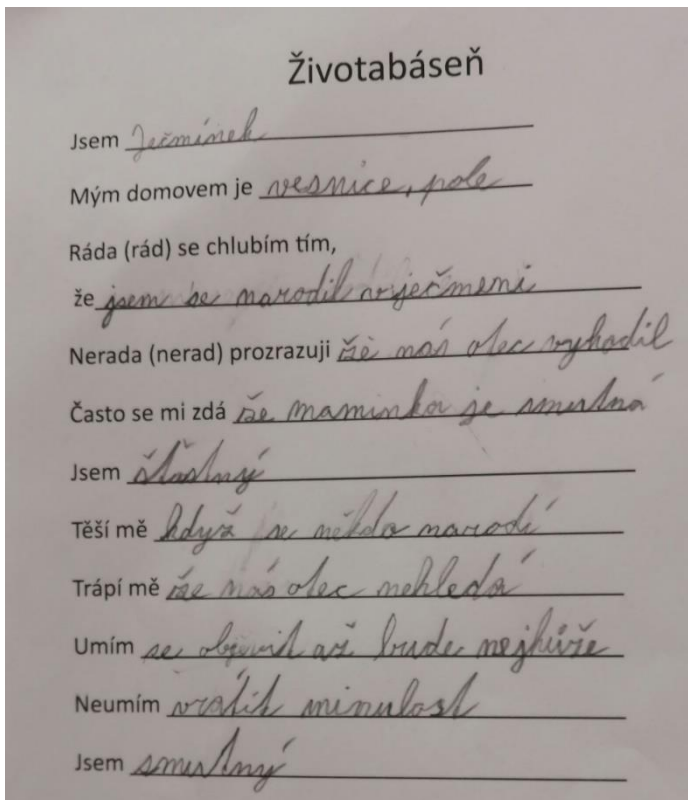 Životabáseň
Jsem Ječmínek
Mým domovem je vesnice, pole
Ráda (rád) se chlubím tím,
že jsem se narodil v ječmeni
Nerada (nerad) prozrazuji že nás otec vyhodil
Často se mi zdá že maminka je smutná
Jsem šťastný
Těší mě když se někdo narodí
Trápí mě že nás otec nehledá
Umím se objevit až bude nejhůře
Neumím vrátit minulost
Jsem smutný